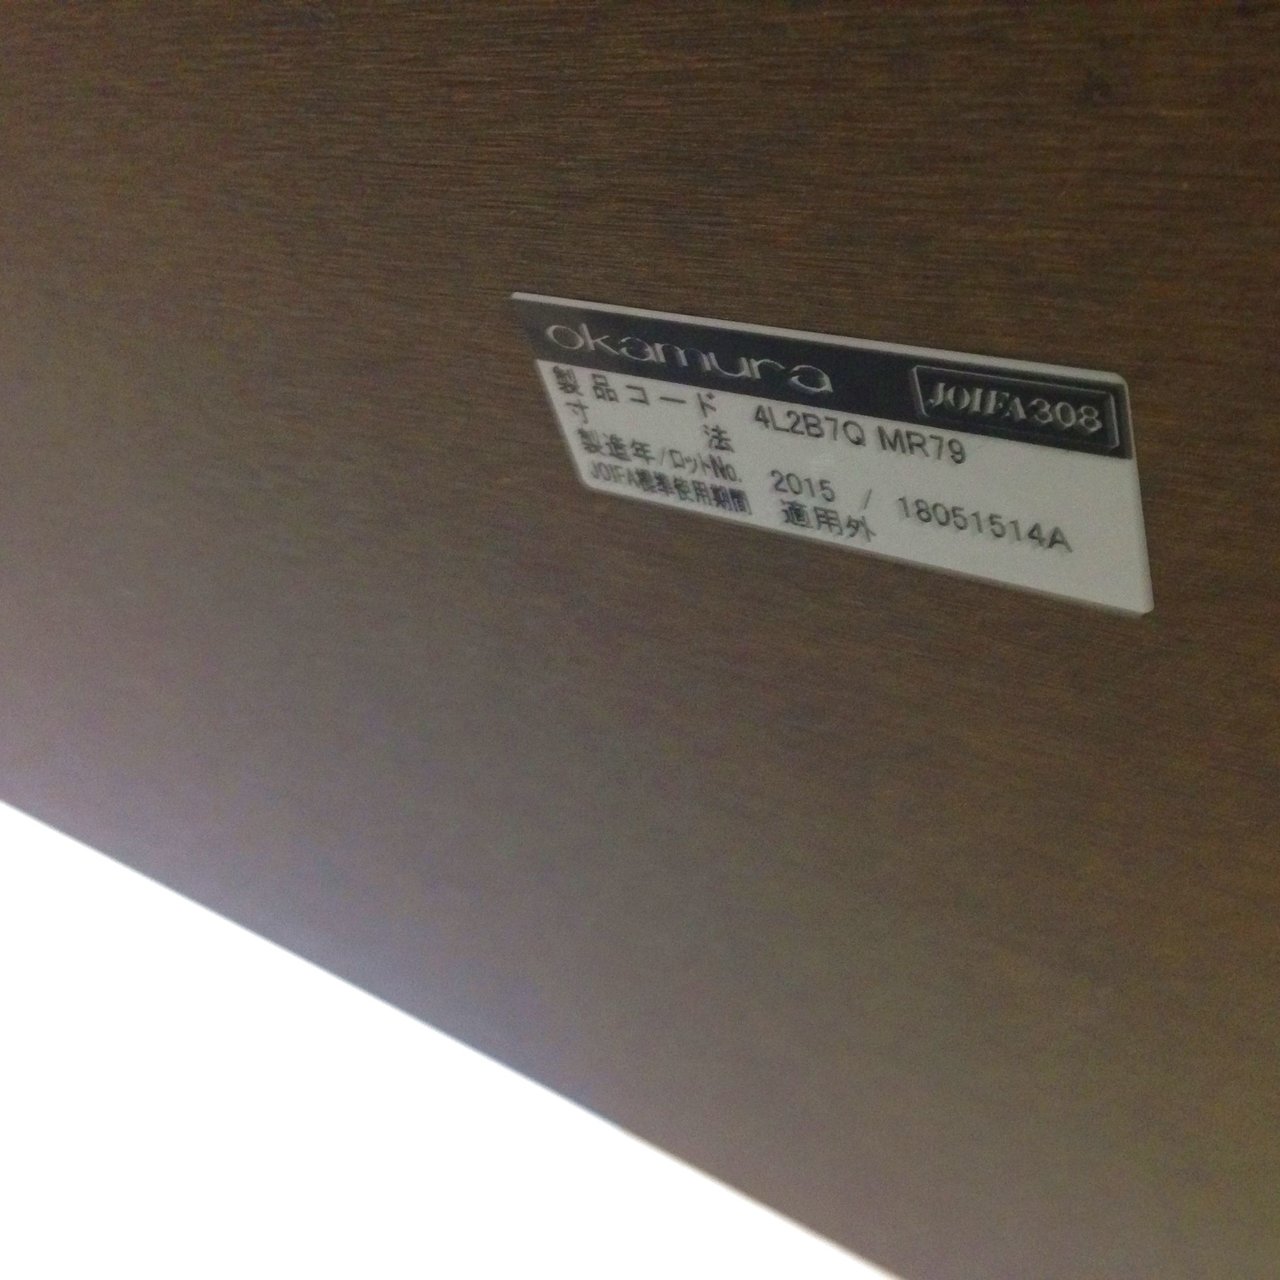 okamura JOIFA308
製品コード 4L2B7Q MR79
寸法
製造年/ロットNo. 2015 / 18051514A
JOIFA標準使用期間 適用外